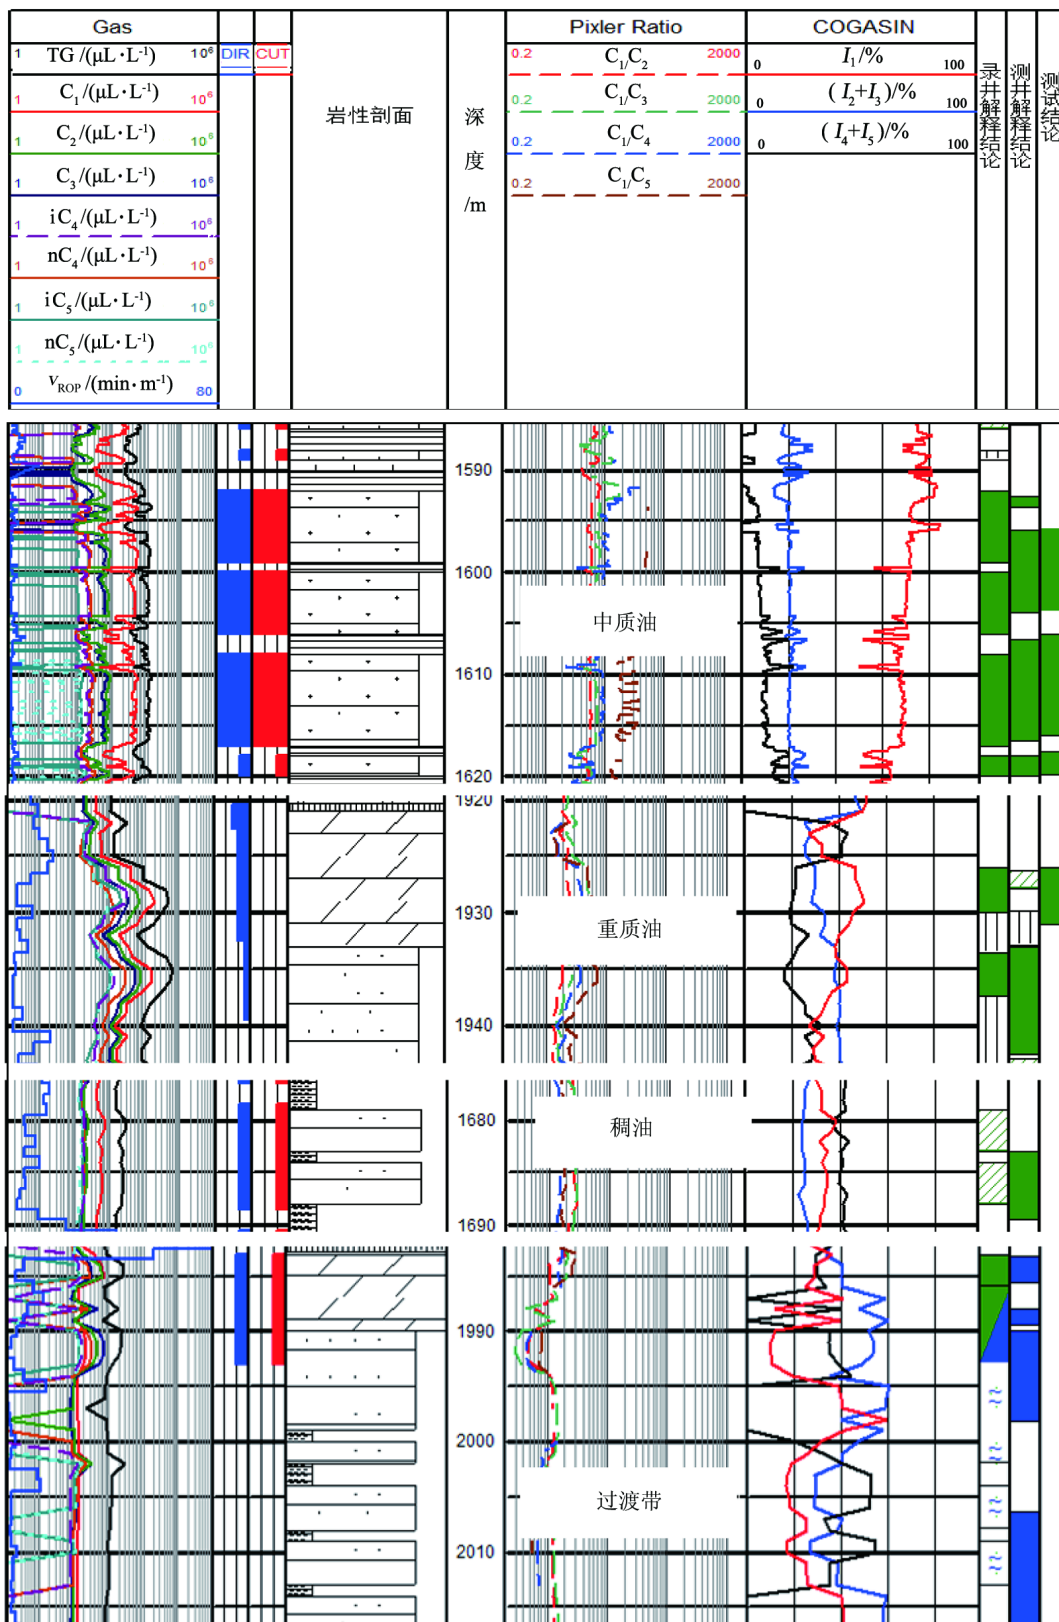 Gas
Pixler Ratio
COGASIN
1 TG /(μL·L⁻¹) 10⁶
DIR
CUT
1 C₁ /(μL·L⁻¹) 10⁶
1 C₂ /(μL·L⁻¹) 10⁶
1 C₃ /(μL·L⁻¹) 10⁶
1 iC₄ /(μL·L⁻¹) 10⁶
1 nC₄ /(μL·L⁻¹) 10⁶
1 iC₅ /(μL·L⁻¹) 10⁶
1 nC₅ /(μL·L⁻¹) 10⁶
0 V_ROP /(min·m⁻¹) 80
岩性剖面
深
度
/m
0.2 C₁/C₂ 2000
0.2 C₁/C₃ 2000
0.2 C₁/C₄ 2000
0.2 C₁/C₅ 2000
0 I₁/% 100
0 (I₂+I₃)/% 100
0 (I₄+I₅)/% 100
录井解释结论
测井解释结论
测试结论
1590
1600
中质油
1610
1620
1920
1930
重质油
1940
1680
稠油
1690
1990
2000
过渡带
2010